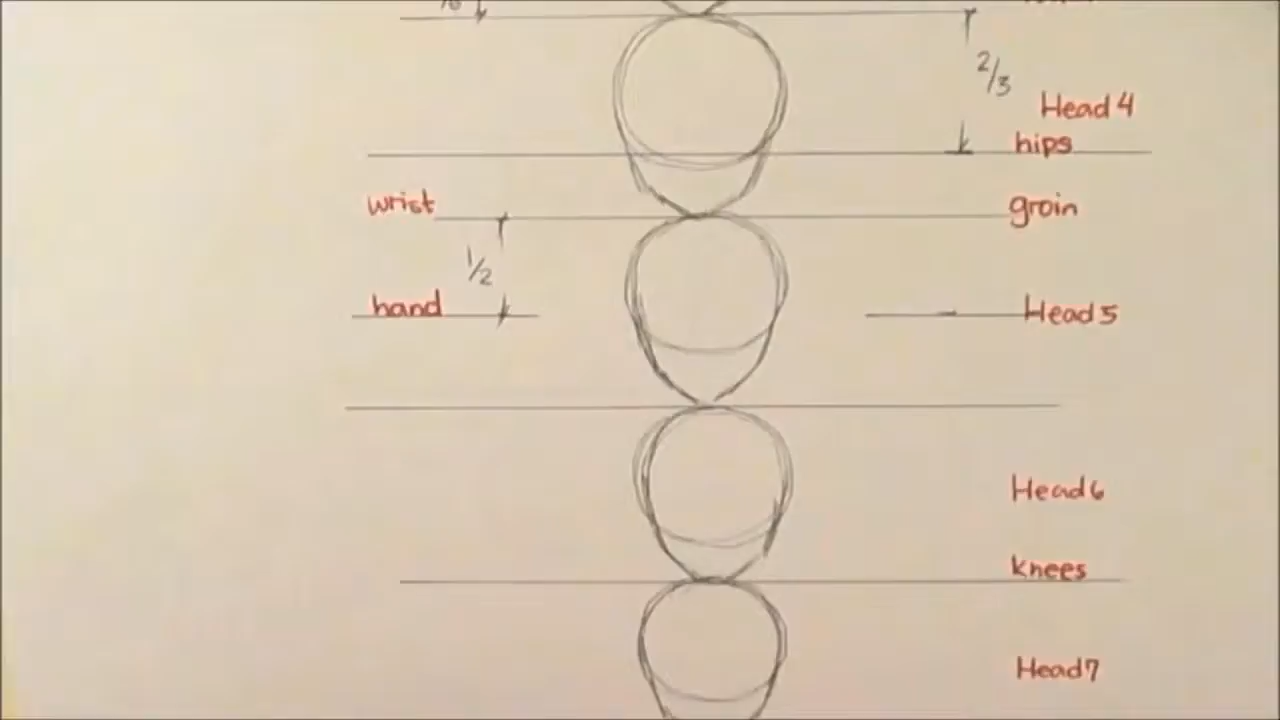 2/3
Head 4
hips
wrist
groin
1/2
hand
Head 5
Head 6
knees
Head 7